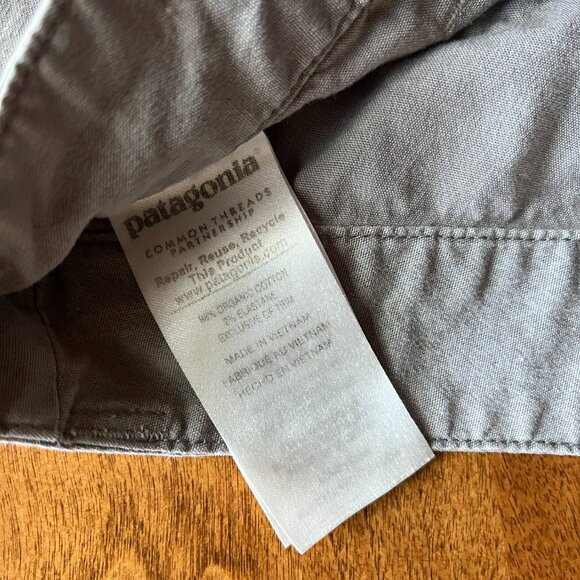 patagonia®
COMMON THREADS
PARTNERSHIP
Repair, Reuse, Recycle
This Product
www.patagonia.com
98% ORGANIC COTTON
2% ELASTANE
EXCLUSIVE OF TRIM
MADE IN VIETNAM
FABRIQUÉ AU VIETNAM
HECHO EN VIETNAM